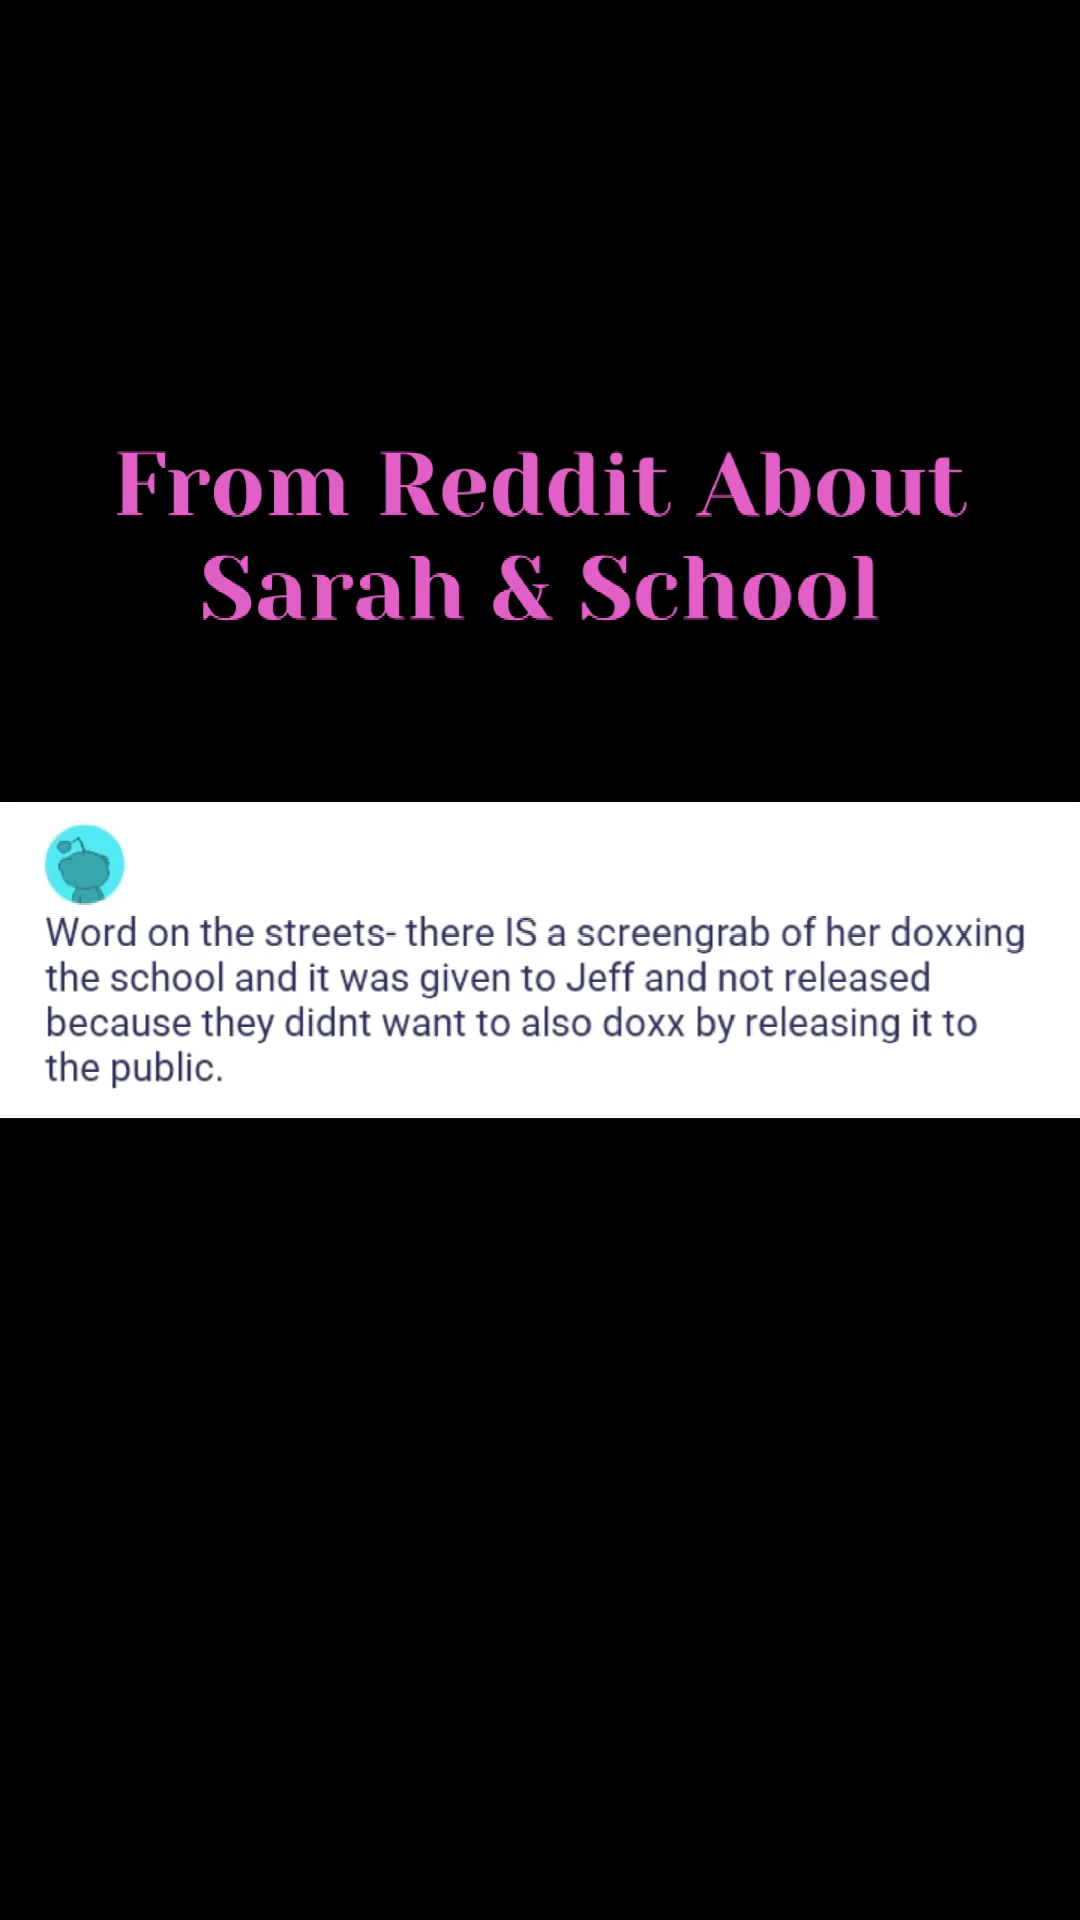 From Reddit About
Sarah & School
Word on the streets- there IS a screengrab of her doxxing
the school and it was given to Jeff and not released
because they didnt want to also doxx by releasing it to
the public.